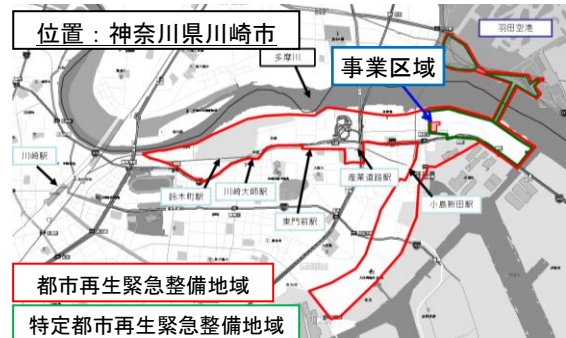 位置：神奈川県川崎市
羽田空港
多摩川
事業区域
川崎駅
鈴木町駅
川崎大師駅
東門前駅
産業道路駅
小島新田駅
都市再生緊急整備地域
特定都市再生緊急整備地域